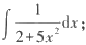 ∫ 1/(2+5x²) dx;